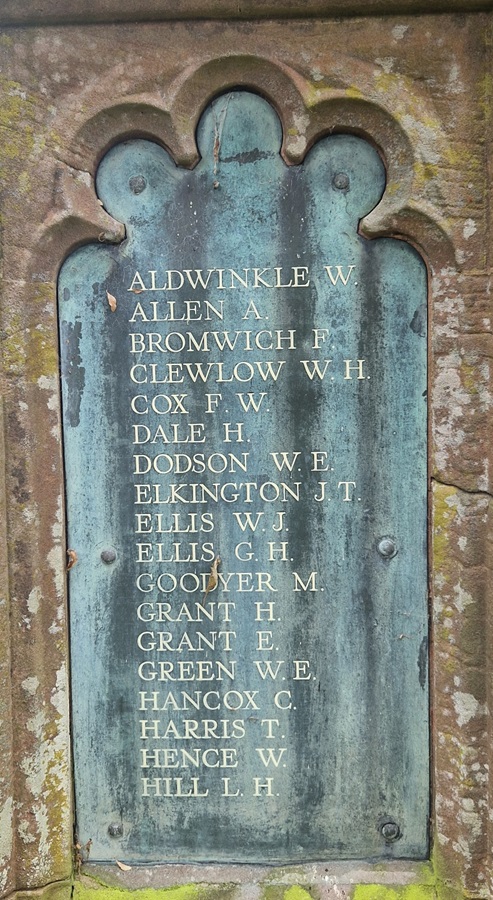 ALDWINKLE W.
ALLEN A.
BROMWICH F.
CLEWLOW W. H.
COX F. W.
DALE H.
DODSON W. E.
ELKINGTON J. T.
ELLIS W. J.
ELLIS G. H.
GOODYER M.
GRANT H.
GRANT E.
GREEN W. E.
HANCOX C.
HARRIS T.
HENCE W.
HILL L. H.